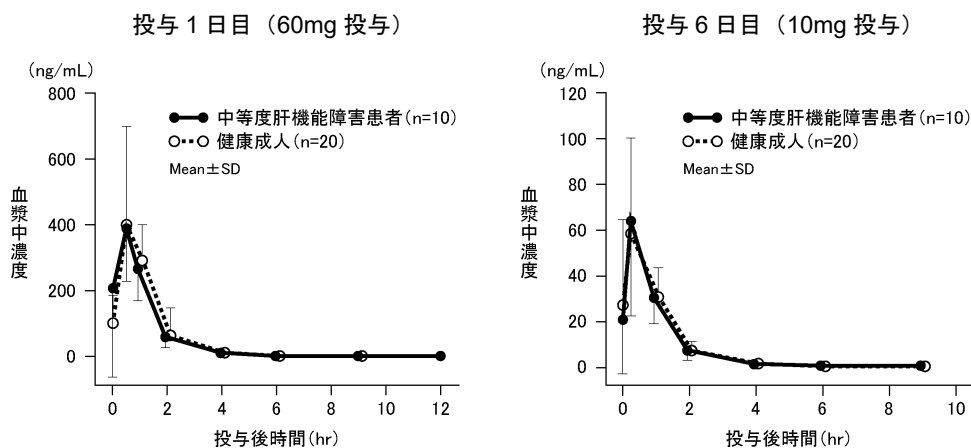 投与1日目（60mg 投与）
(ng/mL)
800
600
400
200
0
血漿中濃度
中等度肝機能障害患者(n=10)
健康成人(n=20)
Mean±SD
0 2 4 6 8 10 12
投与後時間(hr)
投与6日目（10mg 投与）
(ng/mL)
120
100
80
60
40
20
0
血漿中濃度
中等度肝機能障害患者(n=10)
健康成人(n=20)
Mean±SD
0 2 4 6 8 10
投与後時間(hr)